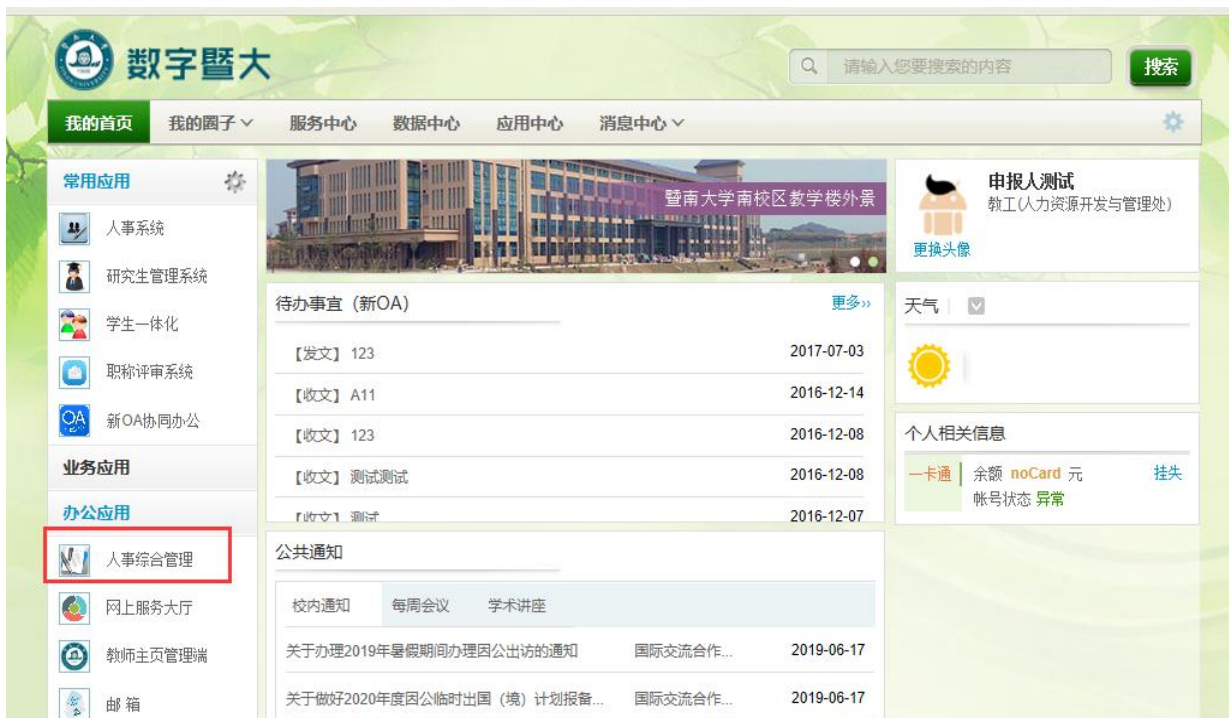 数字暨大
请输入您要搜索的内容
搜索
我的首页
我的圈子
服务中心
数据中心
应用中心
消息中心
常用应用
人事系统
研究生管理系统
学生一体化
职称评审系统
OA
新OA协同办公
业务应用
办公应用
人事综合管理
网上服务大厅
教师主页管理端
邮 箱
暨南大学南校区教学楼外景
待办事宜（新OA）
更多»
【发文】 123
2017-07-03
【收文】 A11
2016-12-14
【收文】 123
2016-12-08
【收文】 测试测试
2016-12-08
【收文】 测试
2016-12-07
公共通知
校内通知
每周会议
学术讲座
关于办理2019年暑假期间办理因公出访的通知
国际交流合作...
2019-06-17
关于做好2020年度因公临时出国（境）计划报备...
国际交流合作...
2019-06-17
申报人测试
教工(人力资源开发与管理处)
更换头像
天气
个人相关信息
一卡通
余额 noCard 元
挂失
帐号状态 异常